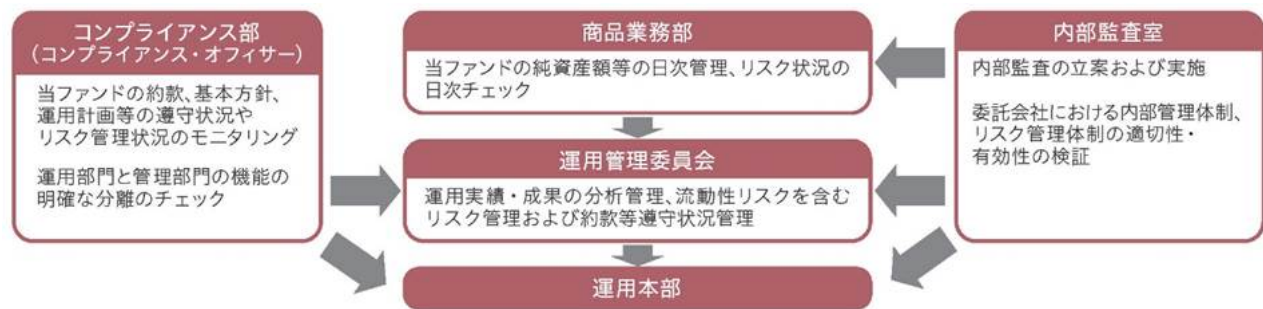 コンプライアンス部
(コンプライアンス・オフィサー)
当ファンドの約款、基本方針、
運用計画等の遵守状況や
リスク管理状況のモニタリング
運用部門と管理部門の機能の
明確な分離のチェック
商品業務部
当ファンドの純資産額等の日次管理、リスク状況の
日次チェック
運用管理委員会
運用実績・成果の分析管理、流動性リスクを含む
リスク管理および約款等遵守状況管理
運用本部
内部監査室
内部監査の立案および実施
委託会社における内部管理体制、
リスク管理体制の適切性・
有効性の検証